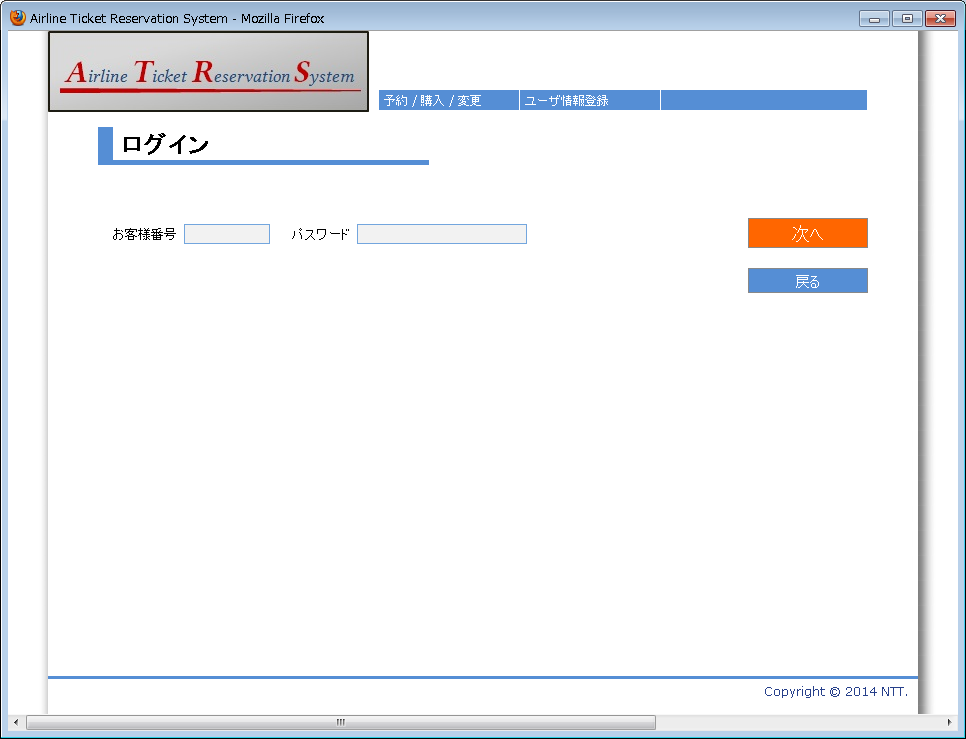 Airline Ticket Reservation System - Mozilla Firefox
Airline Ticket Reservation System
予約 / 購入 / 変更 ユーザ情報登録
ログイン
お客様番号 パスワード 次へ
戻る
Copyright © 2014 NTT.